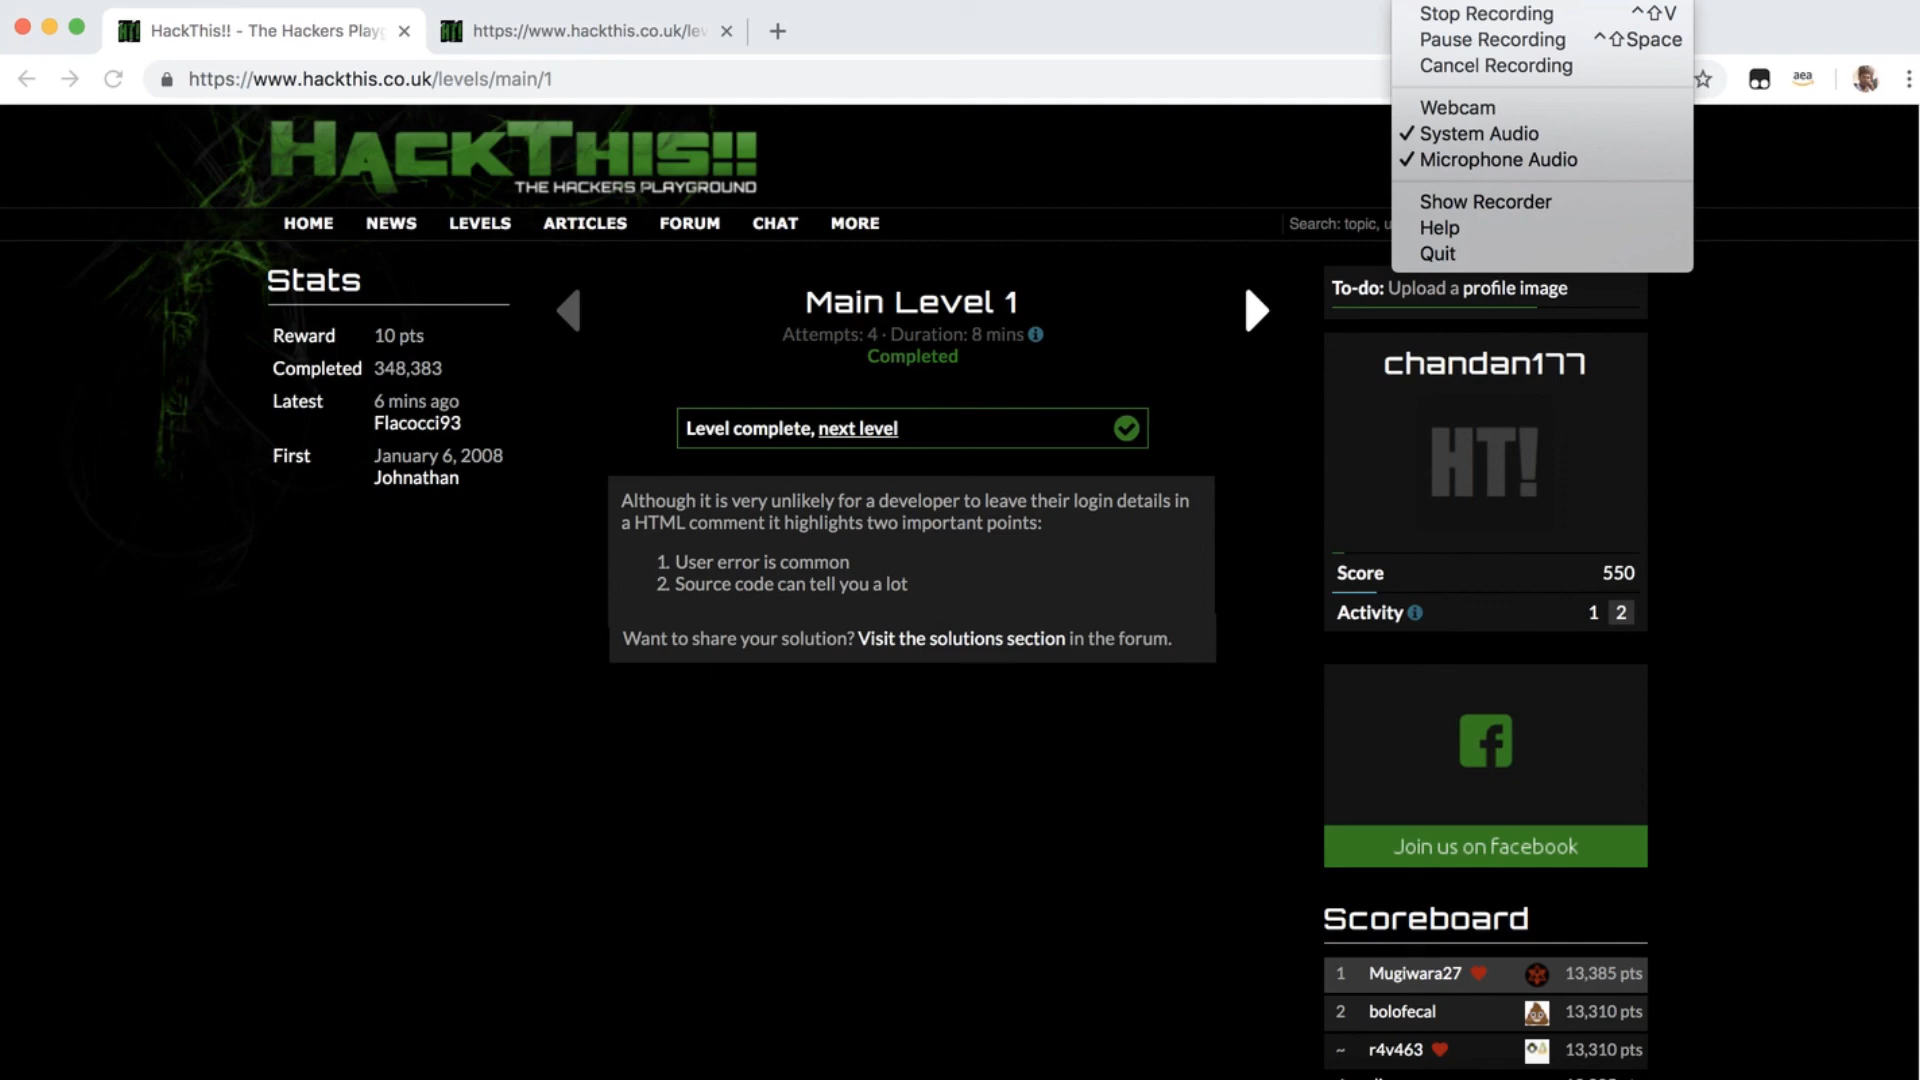 HackThis!! - The Hackers Playg
https://www.hackthis.co.uk/lev
https://www.hackthis.co.uk/levels/main/1
aea
Stop Recording ^⇧V
Pause Recording ^⇧Space
Cancel Recording
Webcam
✓ System Audio
✓ Microphone Audio
Show Recorder
Help
Quit
HACKTHIS!!
THE HACKERS PLAYGROUND
HOME NEWS LEVELS ARTICLES FORUM CHAT MORE
Search: topic, u
Stats
Reward 10 pts
Completed 348,383
Latest 6 mins ago
Flacocci93
First January 6, 2008
Johnathan
Main Level 1
Attempts: 4 · Duration: 8 mins
Completed
Level complete, next level
Although it is very unlikely for a developer to leave their login details in
a HTML comment it highlights two important points:
1. User error is common
2. Source code can tell you a lot
Want to share your solution? Visit the solutions section in the forum.
To-do: Upload a profile image
chandan177
HT!
Score 550
Activity 1 2
Join us on facebook
Scoreboard
1 Mugiwara27 13,385 pts
2 bolofecal 13,310 pts
~ r4v463 13,310 pts